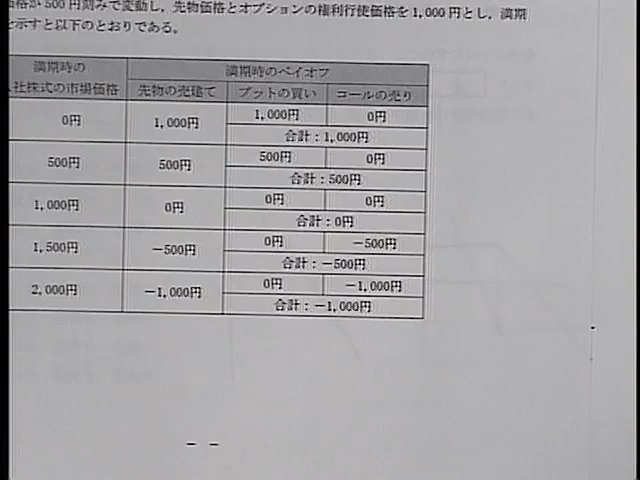 価格が500円刻みで変動し，先物価格とオプションの権利行使価格を1,000円とし，満期
と示すと以下のとおりである。
満期時の 満期時のペイオフ
社株式の市場価格 先物の売建て プットの買い コールの売り
0円 1,000円 1,000円 0円
合計：1,000円
500円 500円 500円 0円
合計：500円
1,000円 0円 0円 0円
合計：0円
1,500円 −500円 0円 −500円
合計：−500円
2,000円 −1,000円 0円 −1,000円
合計：−1,000円